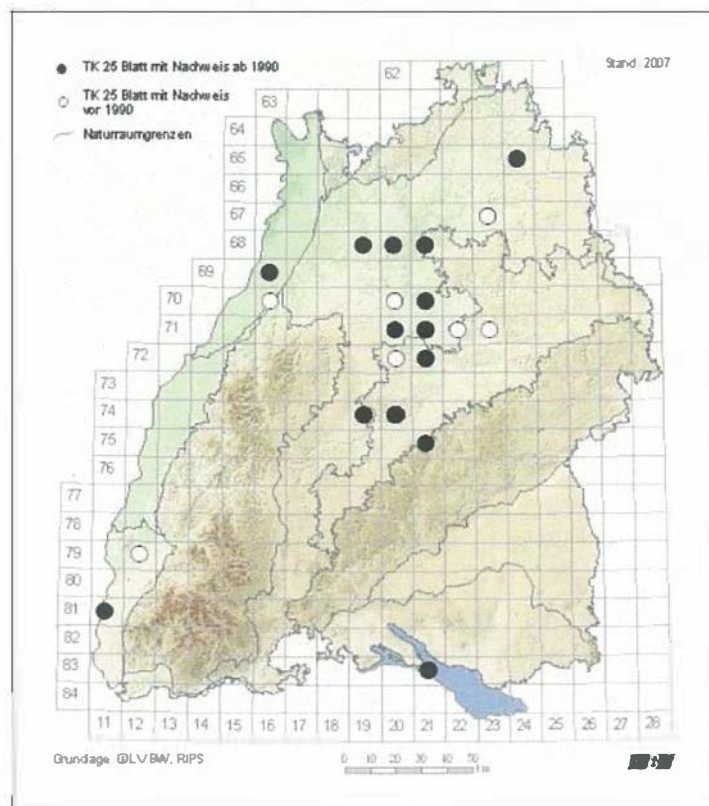 TK 25 Blatt mit Nachweis ab 1990
TK 25 Blatt mit Nachweis
vor 1990
Naturraumgrenzen
Stand: 2007
62
63
64
65
66
67
68
69
70
71
72
73
74
75
76
77
78
79
80
81
82
83
84
11 12 13 14 15 16 17 18 19 20 21 22 23 24 25 26 27 28
Grundlage: ©LVBW, RIPS
0 10 20 30 40 50